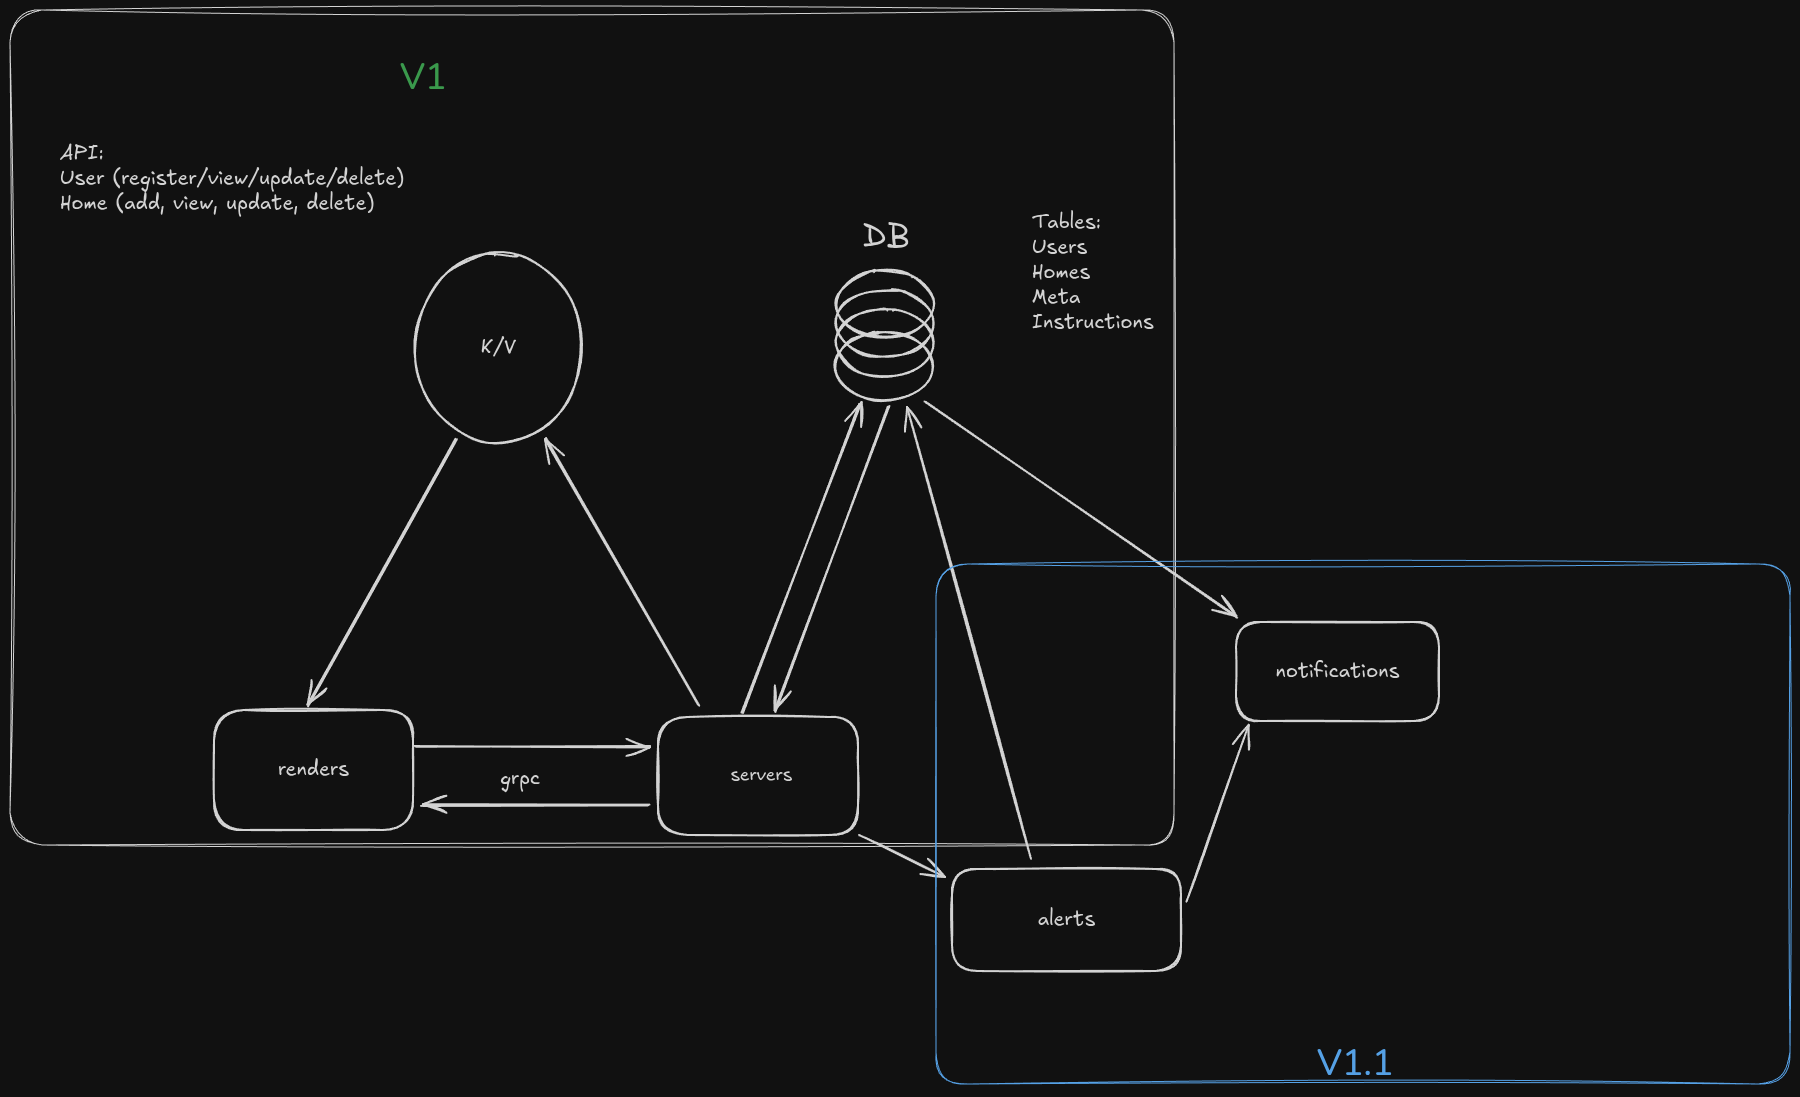 V1
API:
User (register/view/update/delete)
Home (add, view, update, delete)
DB
Tables:
Users
Homes
Meta
Instructions
K/V
renders
grpc
servers
notifications
alerts
V1.1